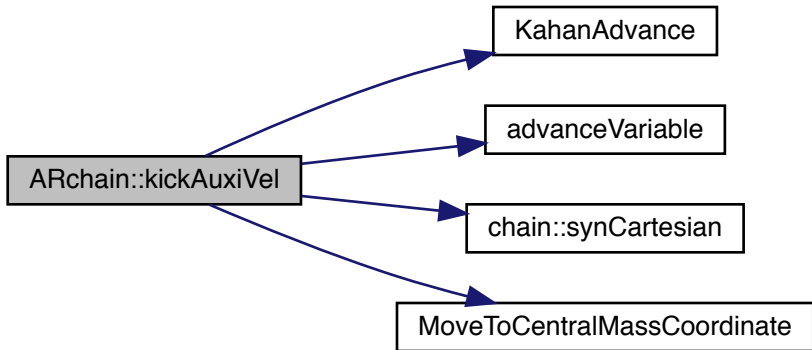 KahanAdvance
advanceVariable
ARchain::kickAuxiVel
chain::synCartesian
MoveToCentralMassCoordinate